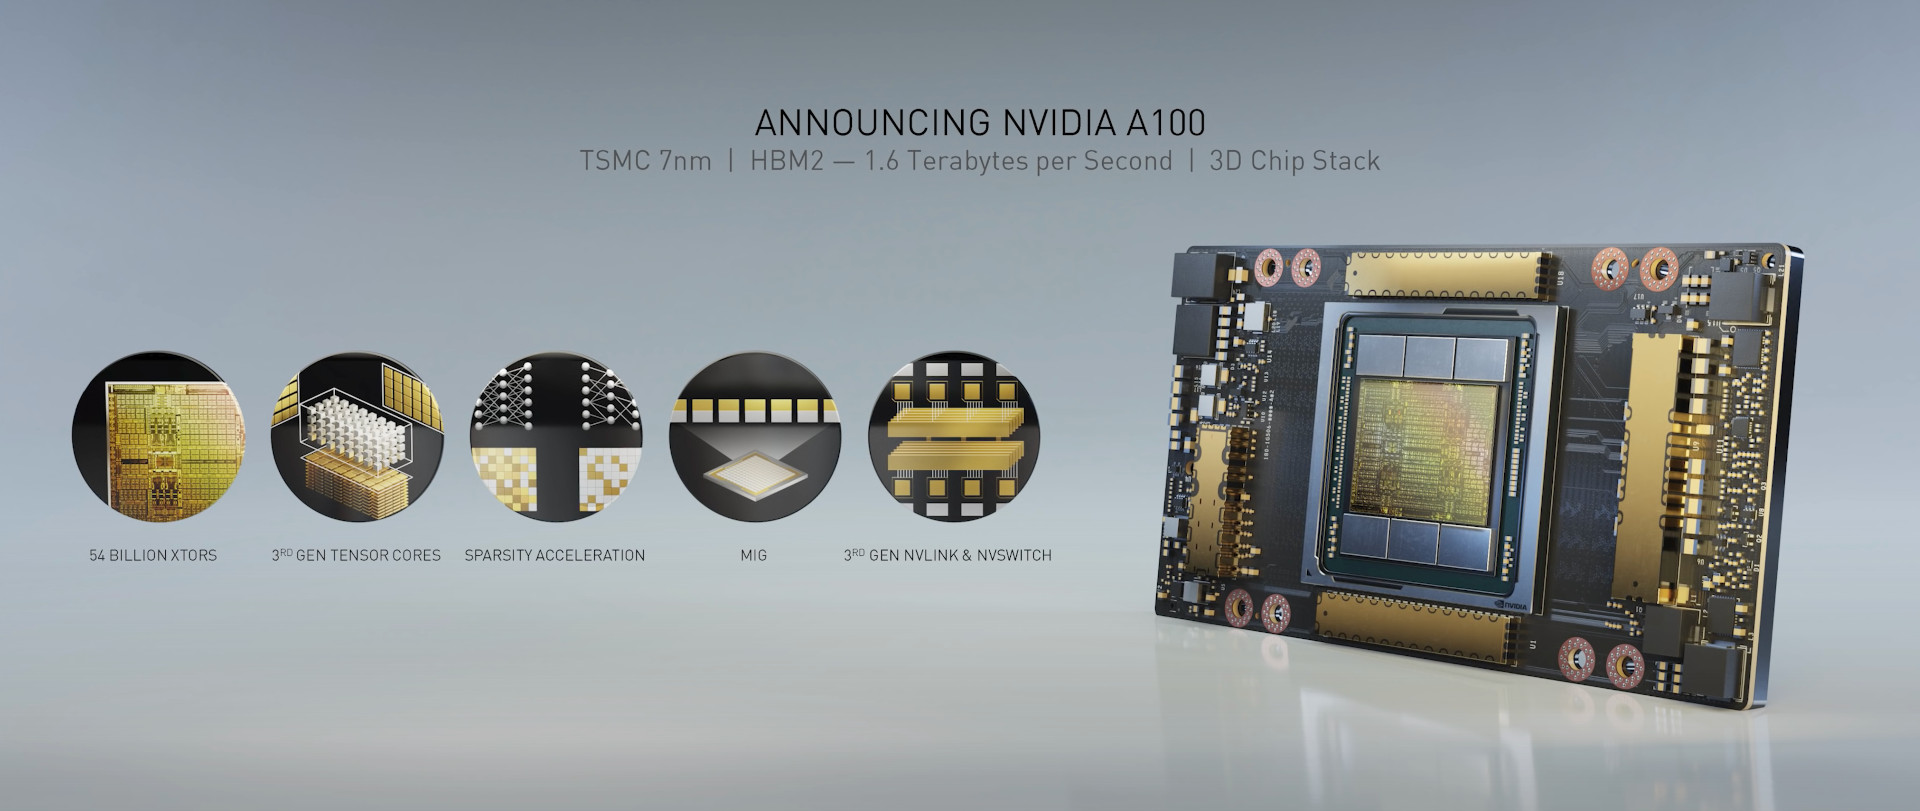 ANNOUNCING NVIDIA A100
TSMC 7nm | HBM2 — 1.6 Terabytes per Second | 3D Chip Stack
54 BILLION XTORS
3RD GEN TENSOR CORES
SPARSITY ACCELERATION
MIG
3RD GEN NVLINK & NVSWITCH
NVIDIA